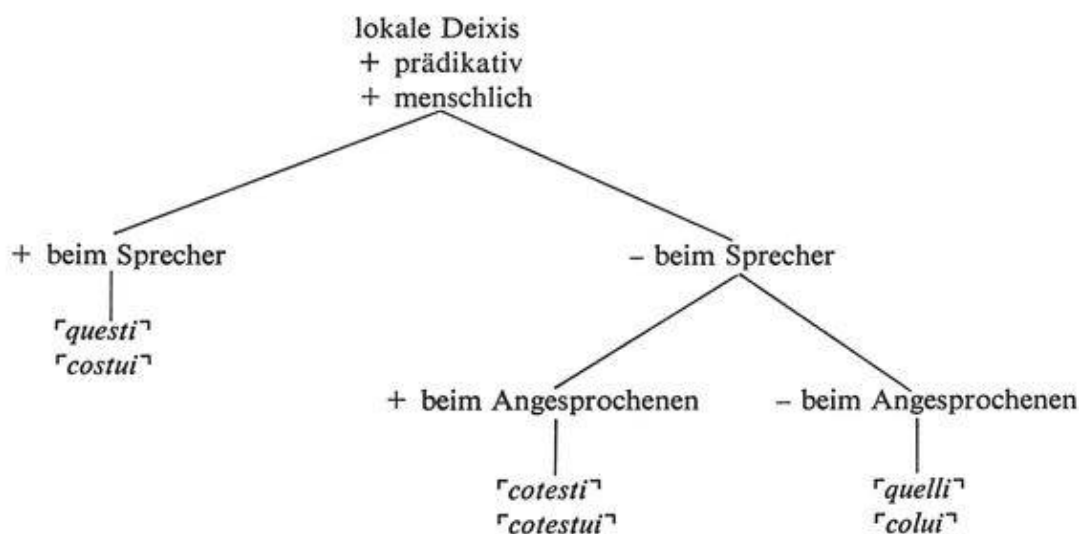 lokale Deixis
+ prädikativ
+ menschlich
+ beim Sprecher
– beim Sprecher
⌜questi⌝
⌜costui⌝
+ beim Angesprochenen
– beim Angesprochenen
⌜cotesti⌝
⌜cotestui⌝
⌜quelli⌝
⌜colui⌝